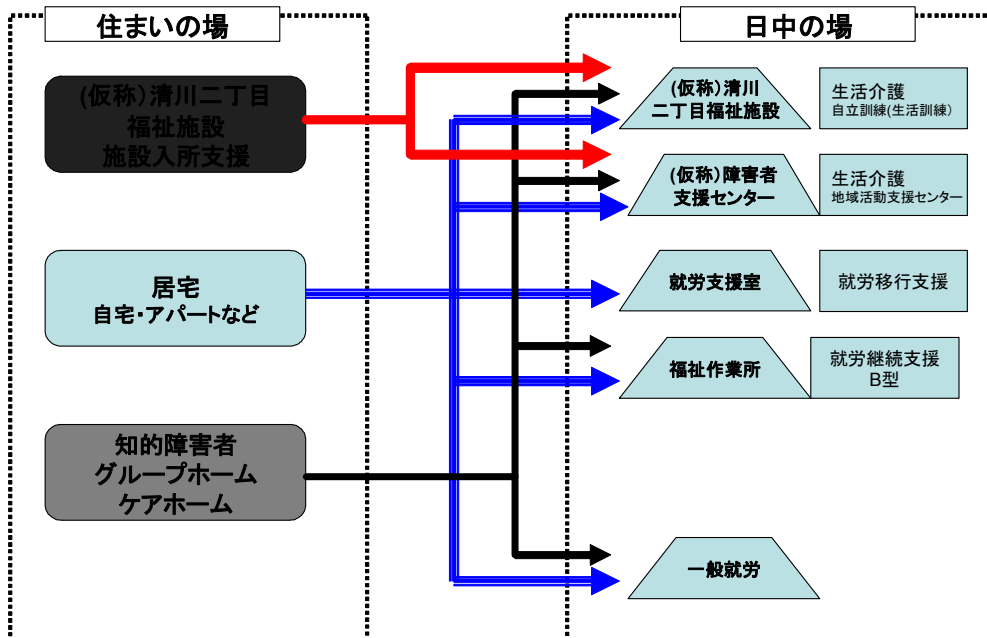 住まいの場
(仮称)清川二丁目
福祉施設
施設入所支援
居宅
自宅・アパートなど
知的障害者
グループホーム
ケアホーム
日中の場
(仮称)清川
二丁目福祉施設
生活介護
自立訓練(生活訓練)
(仮称)障害者
支援センター
生活介護
地域活動支援センター
就労支援室
就労移行支援
福祉作業所
就労継続支援
B型
一般就労